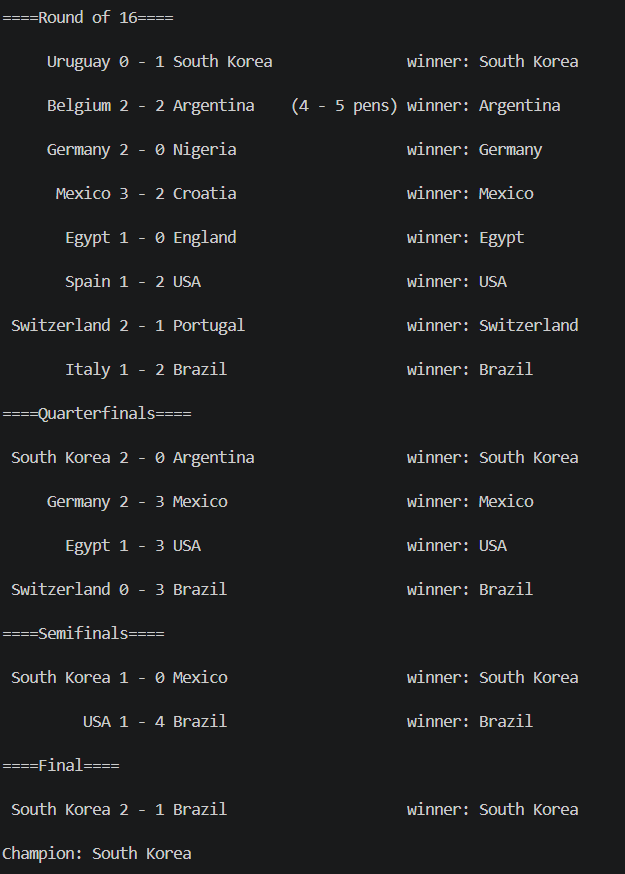 ====Round of 16====
Uruguay 0 - 1 South Korea winner: South Korea
Belgium 2 - 2 Argentina (4 - 5 pens) winner: Argentina
Germany 2 - 0 Nigeria winner: Germany
Mexico 3 - 2 Croatia winner: Mexico
Egypt 1 - 0 England winner: Egypt
Spain 1 - 2 USA winner: USA
Switzerland 2 - 1 Portugal winner: Switzerland
Italy 1 - 2 Brazil winner: Brazil
====Quarterfinals====
South Korea 2 - 0 Argentina winner: South Korea
Germany 2 - 3 Mexico winner: Mexico
Egypt 1 - 3 USA winner: USA
Switzerland 0 - 3 Brazil winner: Brazil
====Semifinals====
South Korea 1 - 0 Mexico winner: South Korea
USA 1 - 4 Brazil winner: Brazil
====Final====
South Korea 2 - 1 Brazil winner: South Korea
Champion: South Korea